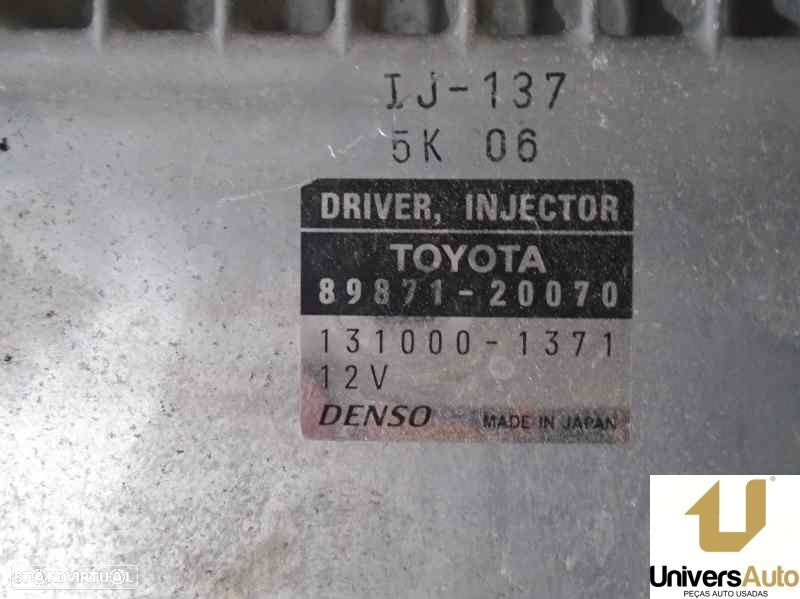 IJ-137
5K 06
DRIVER, INJECTOR
TOYOTA
89871-20070
131000-1371
12V
DENSO MADE IN JAPAN
UniversAuto
PEÇAS AUTO USADAS
STANDVIRTUAL